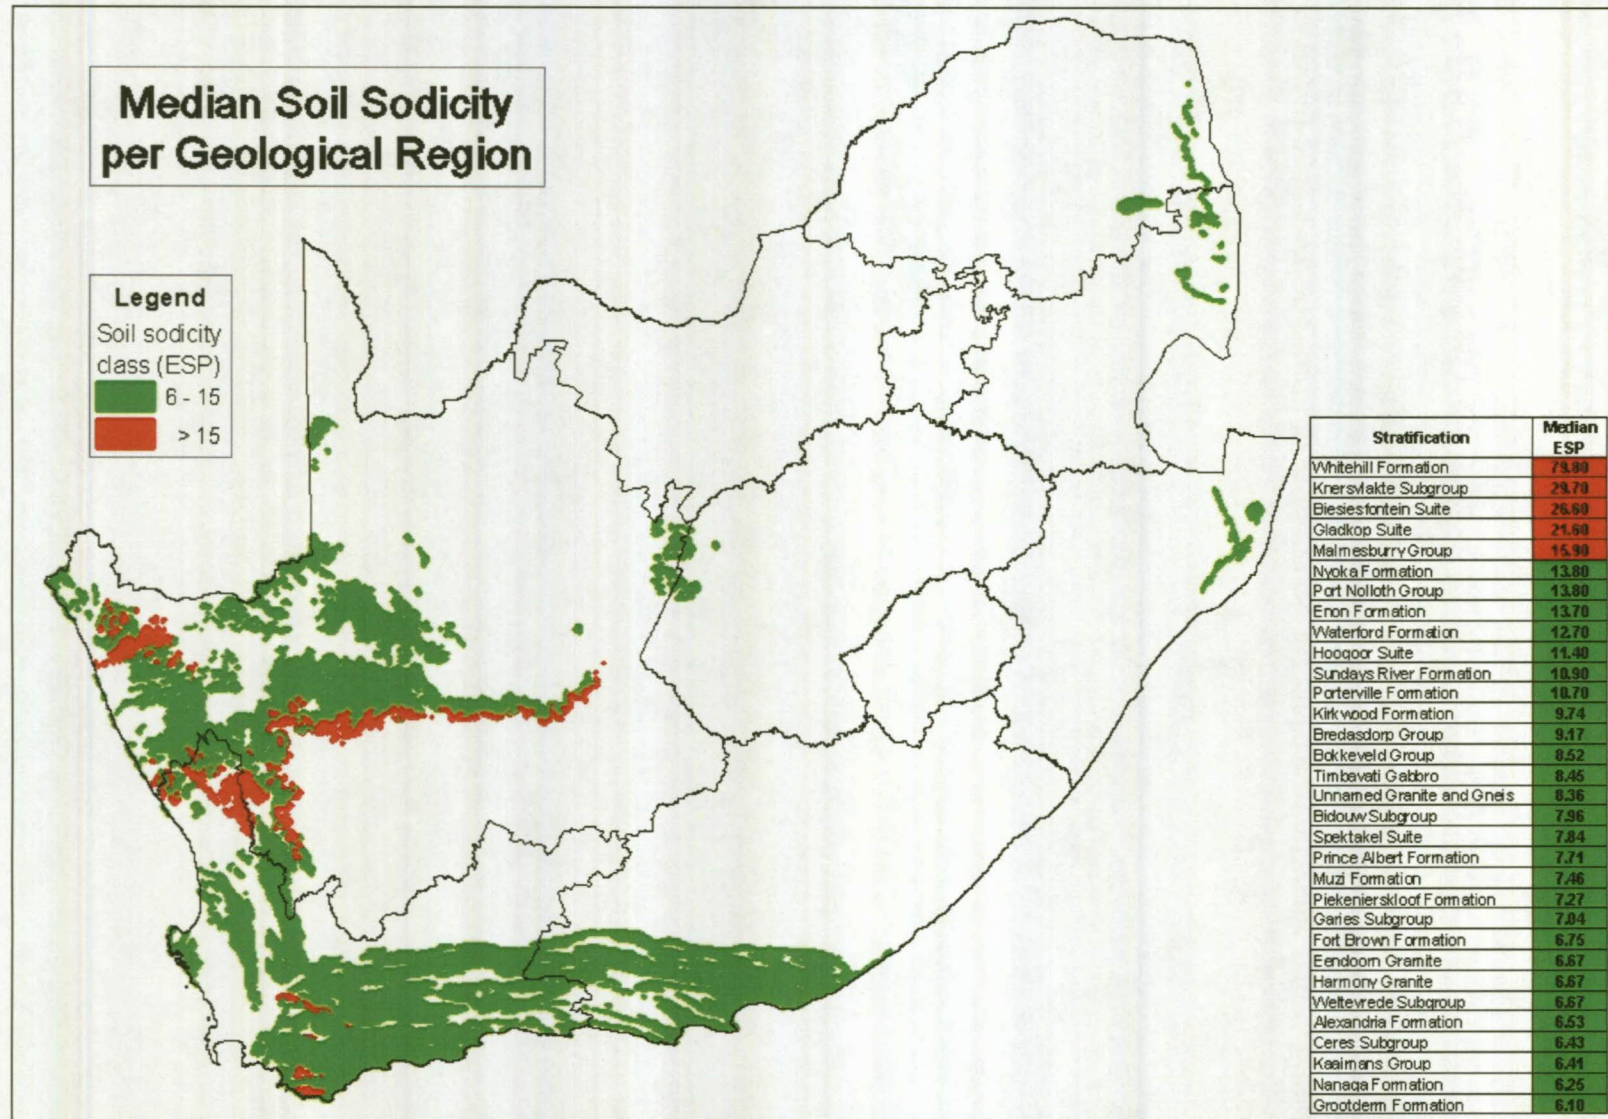 Median Soil Sodicity
per Geological Region
Legend
Soil sodicity
class (ESP)
6 - 15
> 15
Stratification Median ESP
Whitehill Formation 79.80
Knersvlakte Subgroup 29.70
Biesiesfontein Suite 26.60
Gladkop Suite 21.60
Malmesburry Group 15.90
Nyoka Formation 13.80
Port Nolloth Group 13.80
Enon Formation 13.70
Waterford Formation 12.70
Hoogoor Suite 11.40
Sundays River Formation 10.90
Porterville Formation 10.70
Kirkwood Formation 9.74
Bredasdorp Group 9.17
Bokkeveld Group 8.52
Timbavati Gabbro 8.45
Unnamed Granite and Gneis 8.36
Bidouw Subgroup 7.96
Spektakel Suite 7.84
Prince Albert Formation 7.71
Muzi Formation 7.46
Piekenierskloof Formation 7.27
Garies Subgroup 7.04
Fort Brown Formation 6.75
Eendoorn Gramite 6.67
Harmony Granite 6.67
Weltevrede Subgroup 6.67
Alexandria Formation 6.53
Ceres Subgroup 6.43
Kaaimans Group 6.41
Nanaga Formation 6.25
Grootderm Formation 6.10